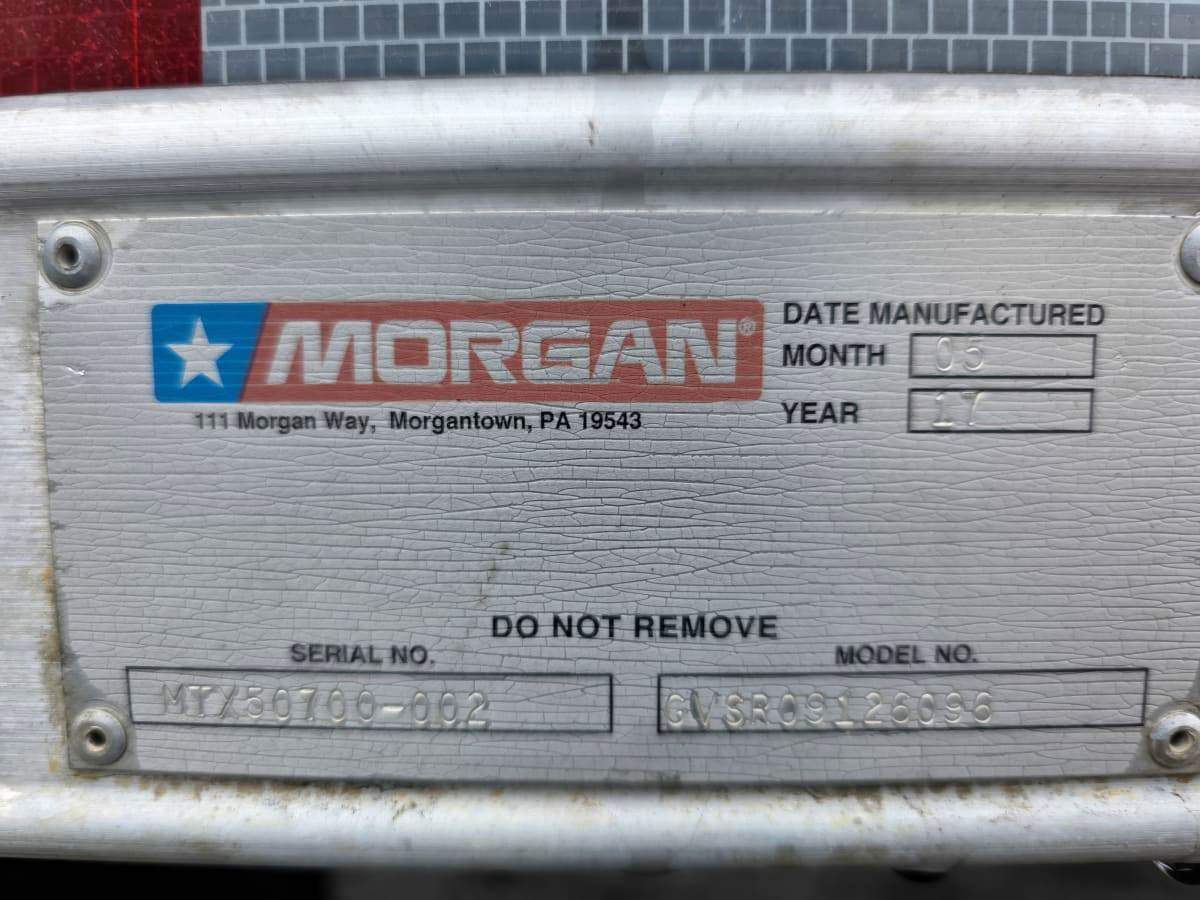 MORGAN®
111 Morgan Way, Morgantown, PA 19543
DATE MANUFACTURED
MONTH 05
YEAR 17
DO NOT REMOVE
SERIAL NO.
MTX50700-002
MODEL NO.
GVSR09126096